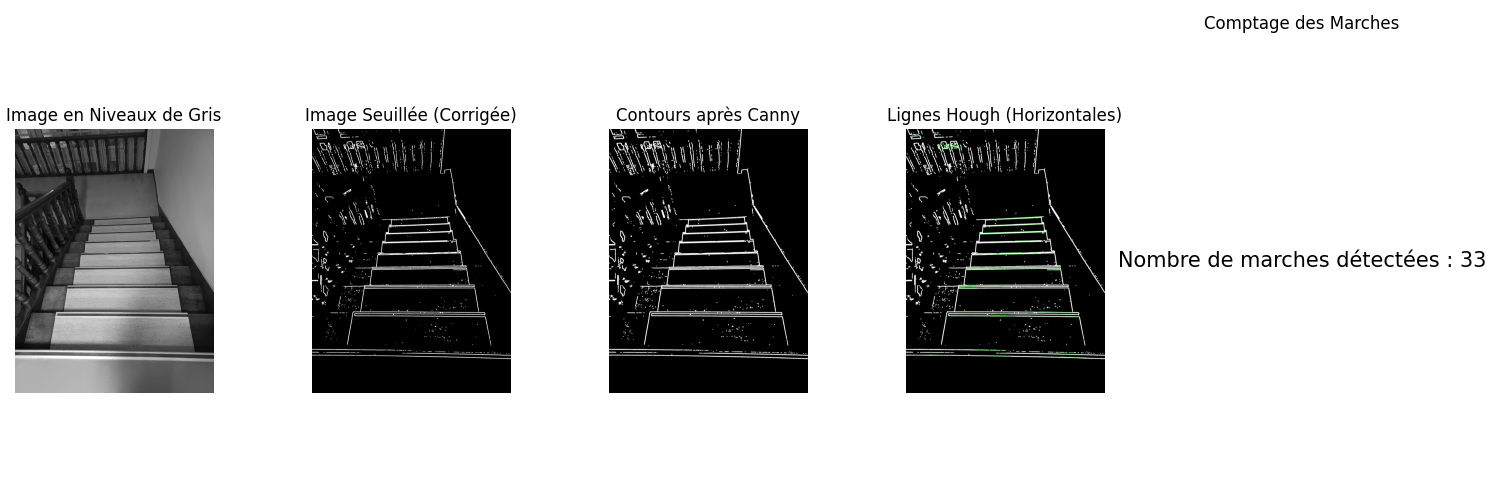 Comptage des Marches
Image en Niveaux de Gris
Image Seuillée (Corrigée)
Contours après Canny
Lignes Hough (Horizontales)
Nombre de marches détectées : 33